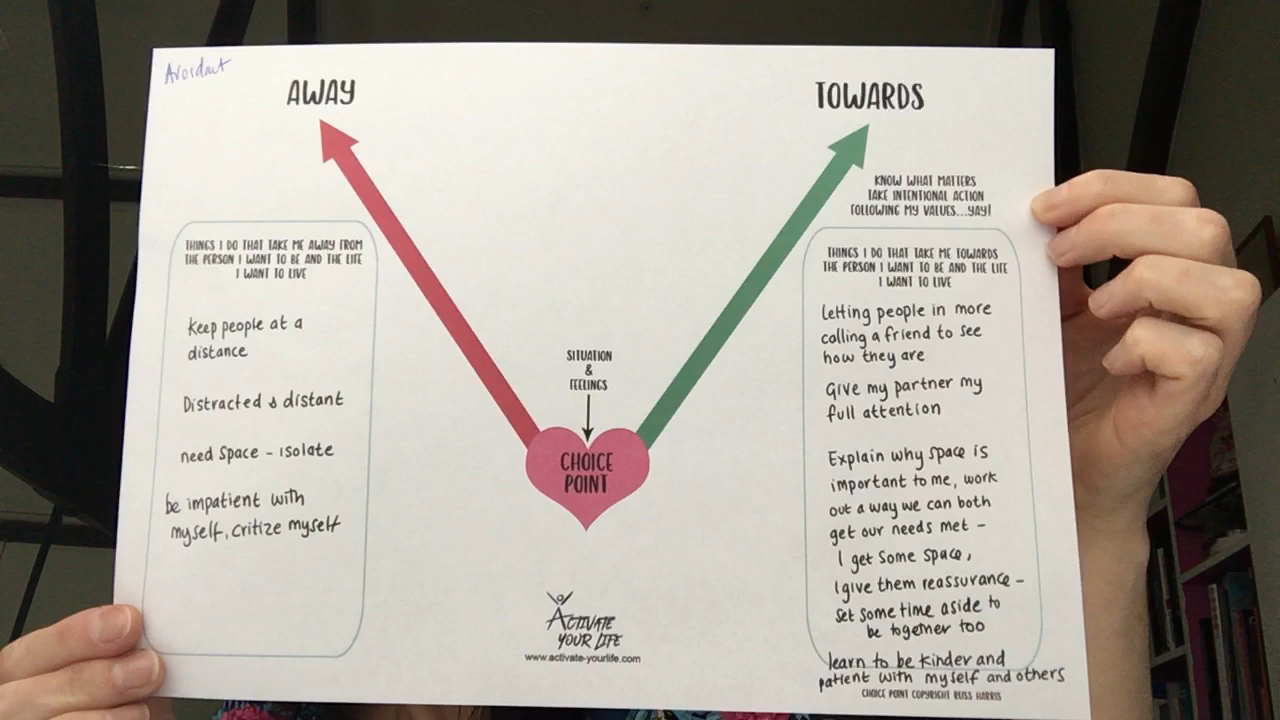 Avoidant
AWAY
TOWARDS
KNOW WHAT MATTERS
TAKE INTENTIONAL ACTION
FOLLOWING MY VALUES...YAY!
THINGS I DO THAT TAKE ME AWAY FROM
THE PERSON I WANT TO BE AND THE LIFE
I WANT TO LIVE
Keep people at a
distance
Distracted & distant
need space - isolate
be impatient with
myself, critize myself
SITUATION
&
FEELINGS
CHOICE
POINT
ACTIVATE
YOUR LIFE
www.activate-yourlife.com
THINGS I DO THAT TAKE ME TOWARDS
THE PERSON I WANT TO BE AND THE LIFE
I WANT TO LIVE
Letting people in more
calling a friend to see
how they are
Give my partner my
full attention
Explain why space is
important to me, work
out a way we can both
get our needs met -
I get some space,
I give them reassurance -
set some time aside to
be together too
learn to be kinder and
patient with myself and others
CHOICE POINT COPYRIGHT RUSS HARRIS